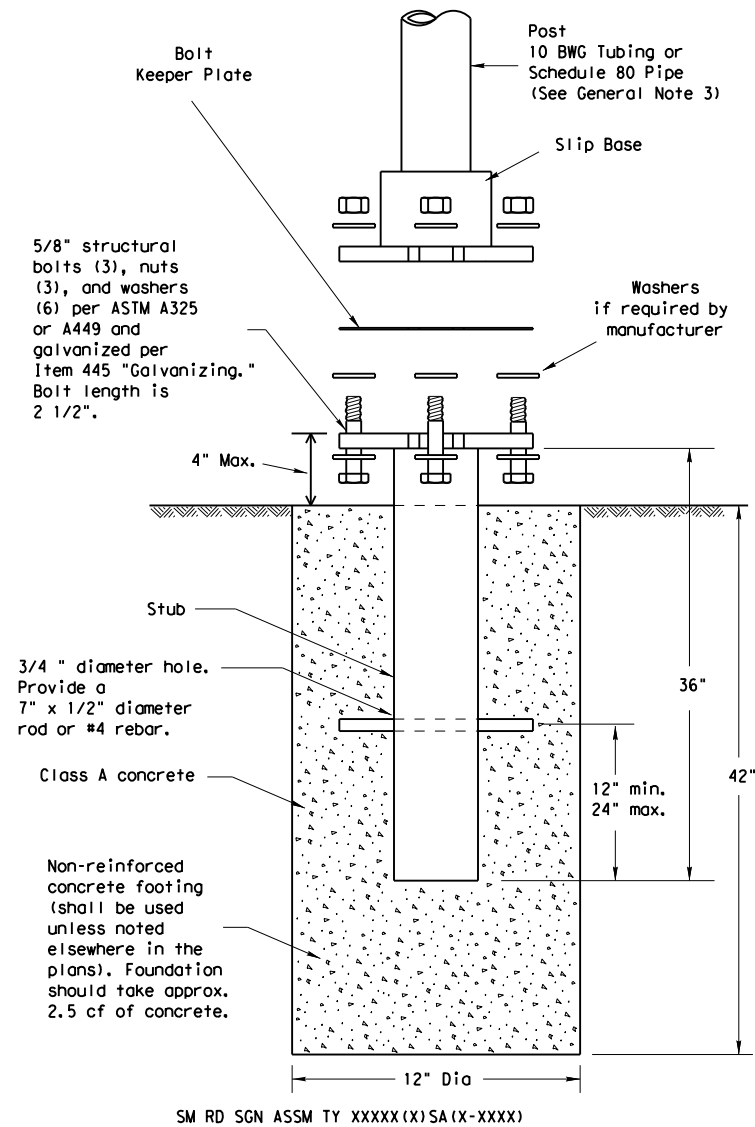 Bolt
Keeper Plate
Post
10 BWG Tubing or
Schedule 80 Pipe
(See General Note 3)
Slip Base
5/8" structural
bolts (3), nuts
(3), and washers
(6) per ASTM A325
or A449 and
galvanized per
Item 445 "Galvanizing."
Bolt length is
2 1/2".
Washers
if required by
manufacturer
4" Max.
Stub
3/4 " diameter hole.
Provide a
7" x 1/2" diameter
rod or #4 rebar.
36"
Class A concrete
12" min.
24" max.
42"
Non-reinforced
concrete footing
(shall be used
unless noted
elsewhere in the
plans). Foundation
should take approx.
2.5 cf of concrete.
12" Dia
SM RD SGN ASSM TY XXXXX(X)SA(X-XXXX)